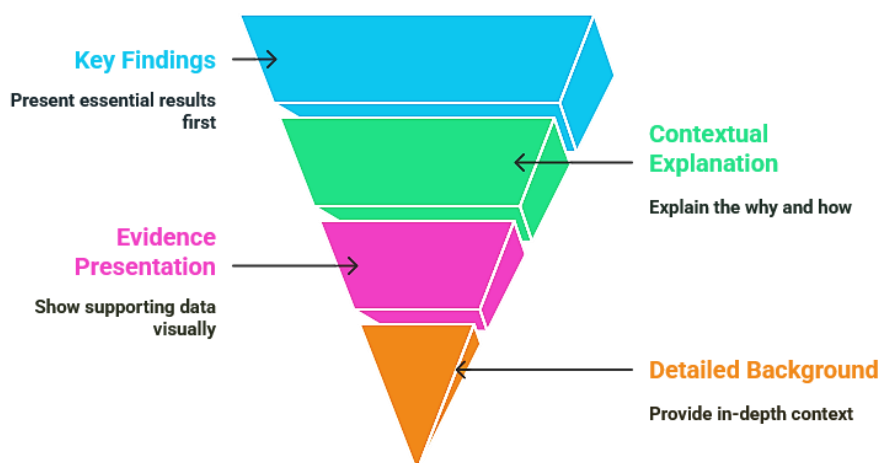 Key Findings
Present essential results
first
Contextual
Explanation
Explain the why and how
Evidence
Presentation
Show supporting data
visually
Detailed Background
Provide in-depth context